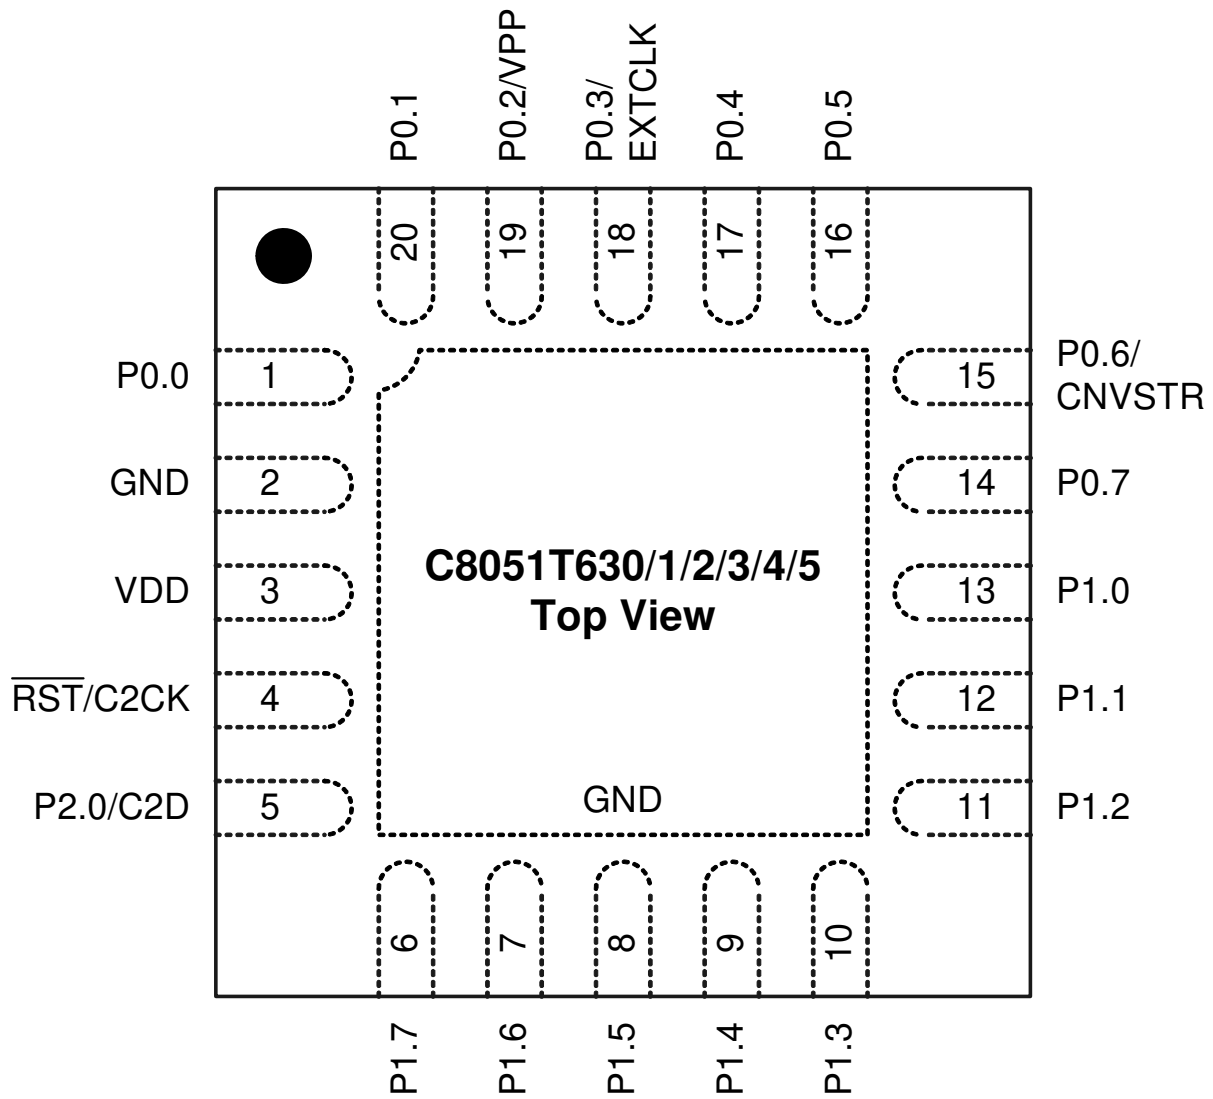 P0.1
P0.2/VPP
P0.3/
EXTCLK
P0.4
P0.5
20
19
18
17
16
P0.0
1
GND
2
VDD
3
RST/C2CK
4
P2.0/C2D
5
C8051T630/1/2/3/4/5
Top View
GND
15
P0.6/
CNVSTR
14
P0.7
13
P1.0
12
P1.1
11
P1.2
6
7
8
9
10
P1.7
P1.6
P1.5
P1.4
P1.3